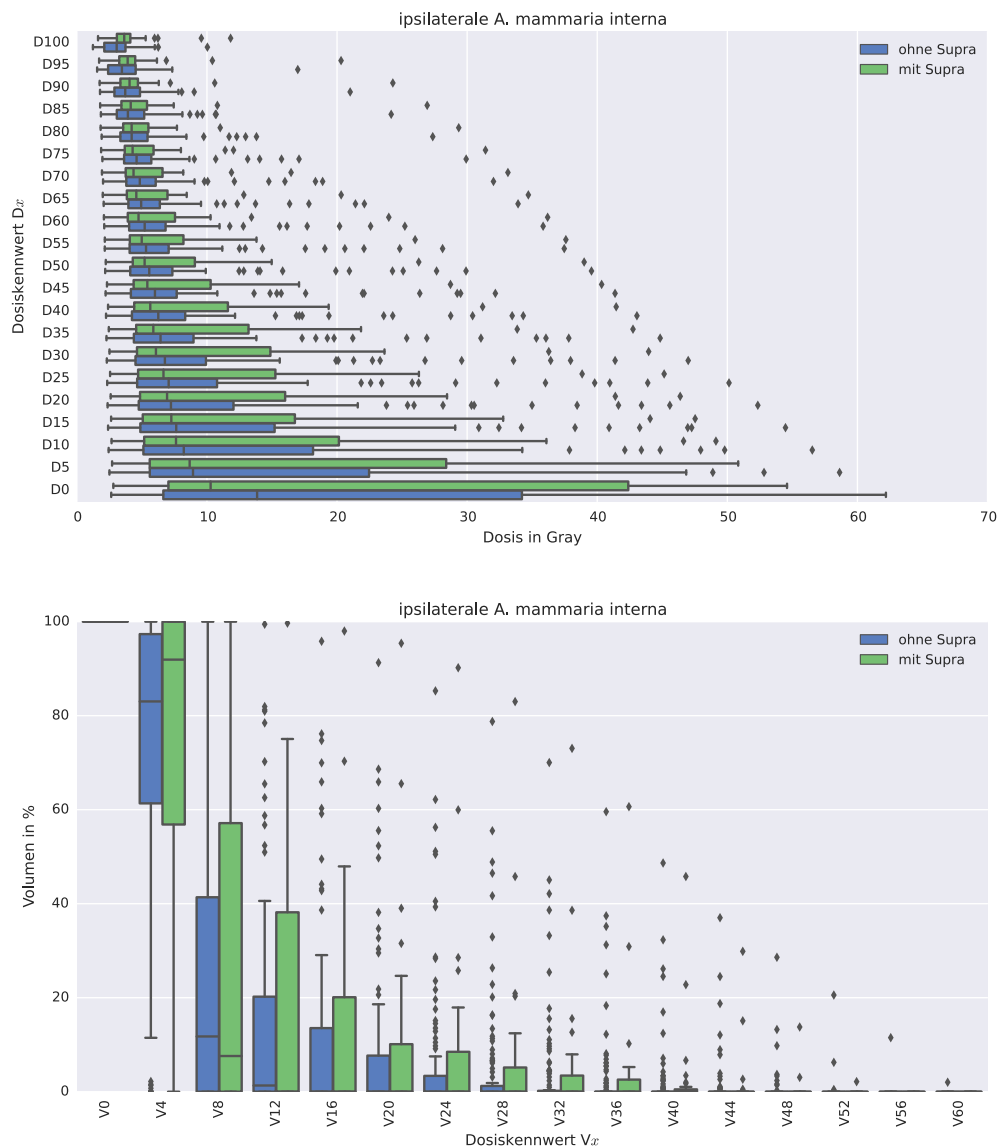 ipsilaterale A. mammaria interna
ohne Supra
mit Supra
Dosiskennwert Dx
D100
D95
D90
D85
D80
D75
D70
D65
D60
D55
D50
D45
D40
D35
D30
D25
D20
D15
D10
D5
D0
0 10 20 30 40 50 60 70
Dosis in Gray
ipsilaterale A. mammaria interna
ohne Supra
mit Supra
Volumen in %
100
80
60
40
20
0
V0 V4 V8 V12 V16 V20 V24 V28 V32 V36 V40 V44 V48 V52 V56 V60
Dosiskennwert Vx